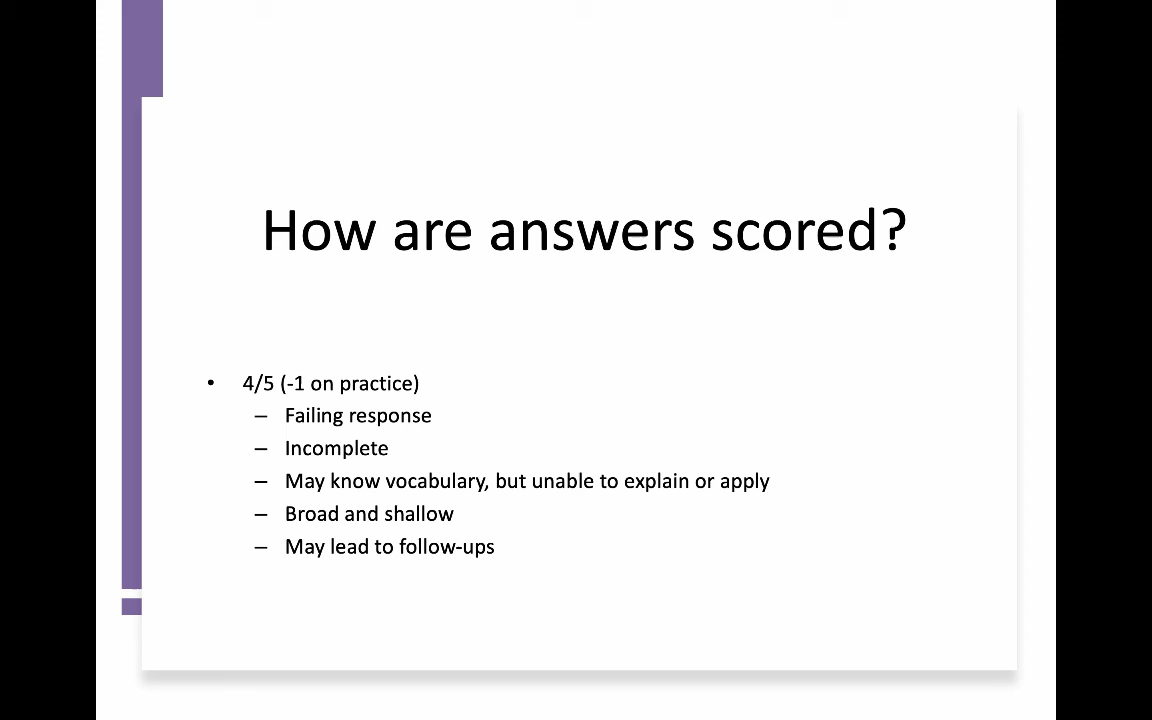 How are answers scored?
• 4/5 (-1 on practice)
– Failing response
– Incomplete
– May know vocabulary, but unable to explain or apply
– Broad and shallow
– May lead to follow-ups